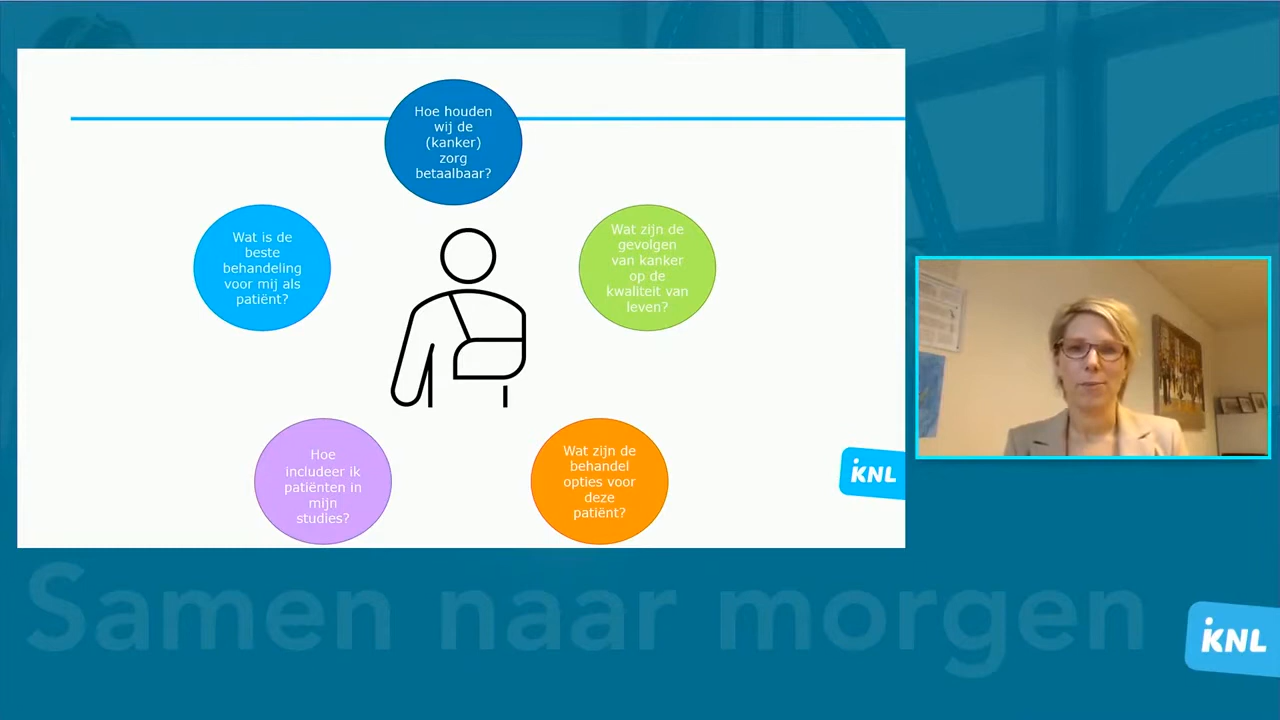 Hoe houden
wij de
(kanker)
zorg
betaalbaar?
Wat is de
beste
behandeling
voor mij als
patiënt?
Wat zijn de
gevolgen
van kanker
op de
kwaliteit van
leven?
Hoe
includeer ik
patiënten in
mijn
studies?
Wat zijn de
behandel
opties voor
deze
patiënt?
iKNL
Samen naar morgen
iKNL